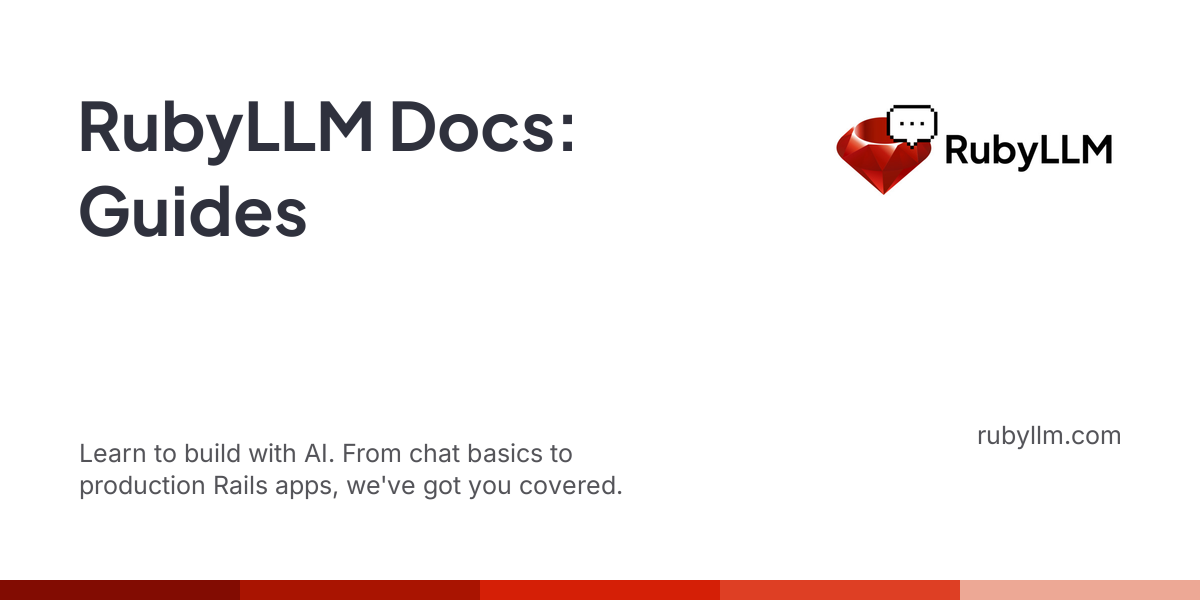 RubyLLM Docs:
Guides
RubyLLM
Learn to build with AI. From chat basics to
production Rails apps, we've got you covered.
rubyllm.com